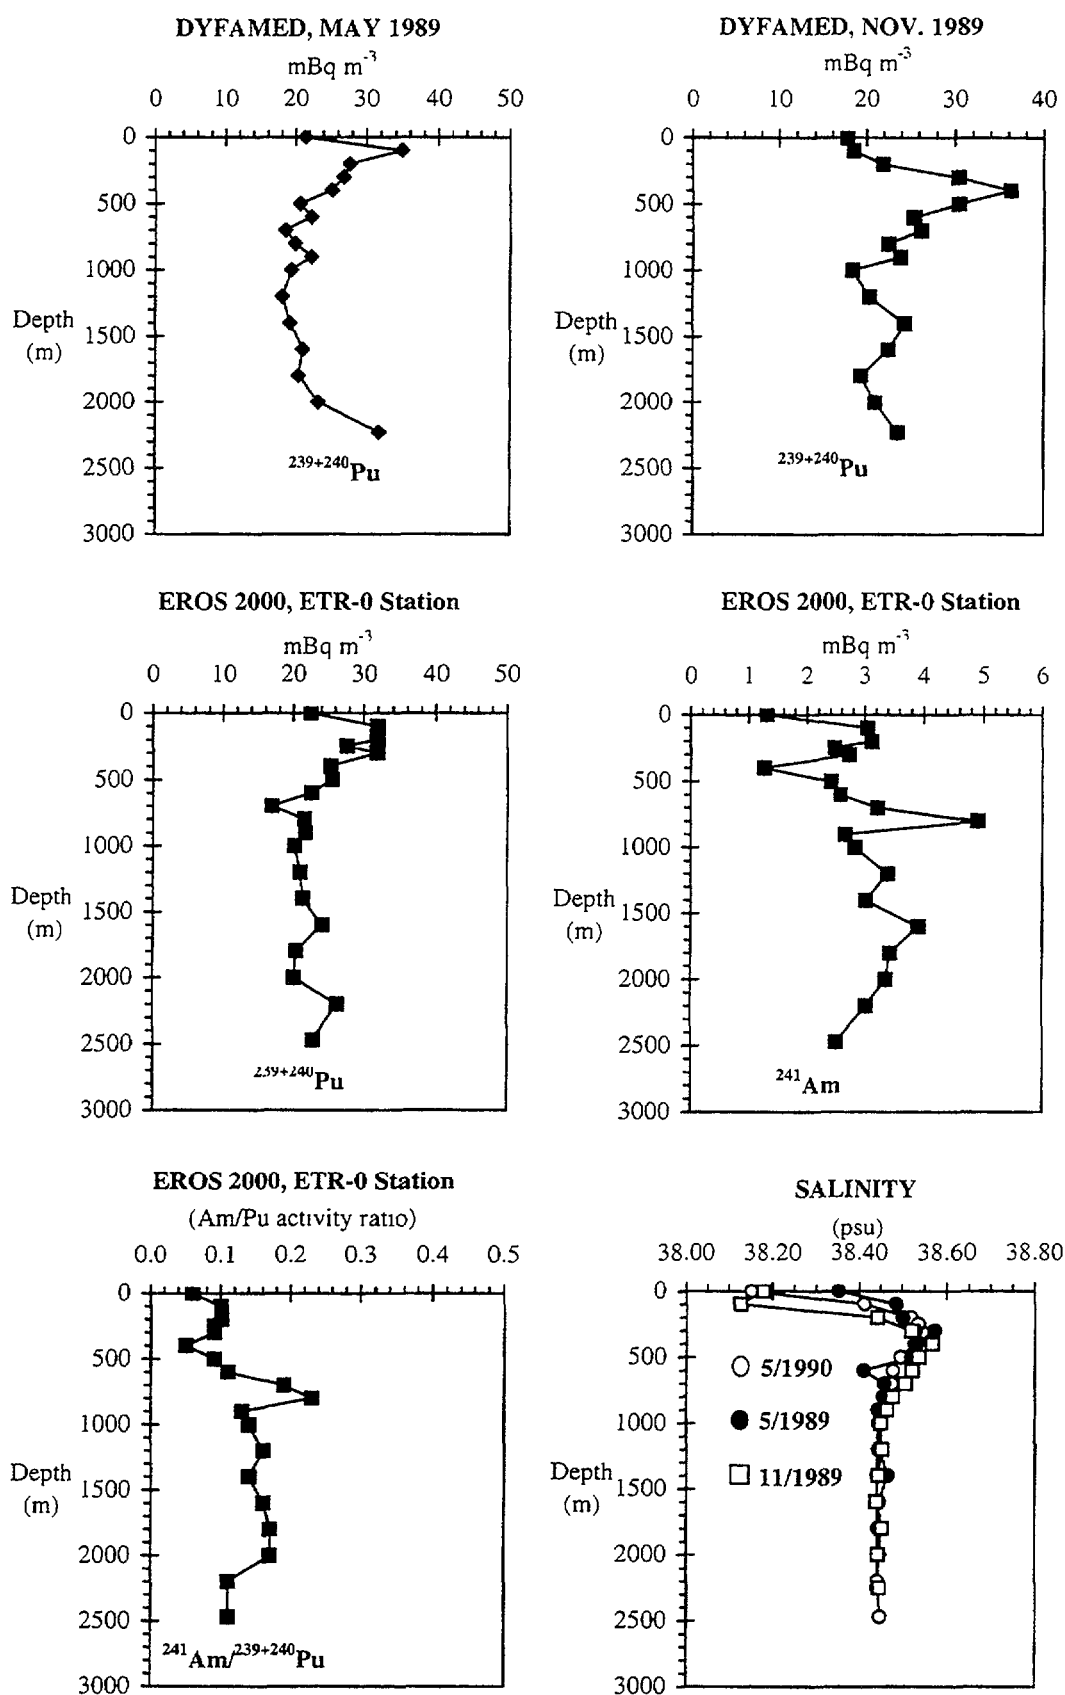 DYFAMED, MAY 1989
mBq m-3
0 10 20 30 40 50
0
500
1000
1500
2000
2500
3000
Depth
(m)
239+240Pu
DYFAMED, NOV. 1989
mBq m-3
0 10 20 30 40
0
500
1000
1500
2000
2500
3000
Depth
(m)
239+240Pu
EROS 2000, ETR-0 Station
mBq m-3
0 10 20 30 40 50
0
500
1000
1500
2000
2500
3000
Depth
(m)
239+240Pu
EROS 2000, ETR-0 Station
mBq m-3
0 1 2 3 4 5 6
0
500
1000
1500
2000
2500
3000
Depth
(m)
241Am
EROS 2000, ETR-0 Station
(Am/Pu activity ratio)
0.0 0.1 0.2 0.3 0.4 0.5
0
500
1000
1500
2000
2500
3000
Depth
(m)
241Am/239+240Pu
SALINITY
(psu)
38.00 38.20 38.40 38.60 38.80
0
500
1000
1500
2000
2500
3000
Depth
(m)
5/1990
5/1989
11/1989